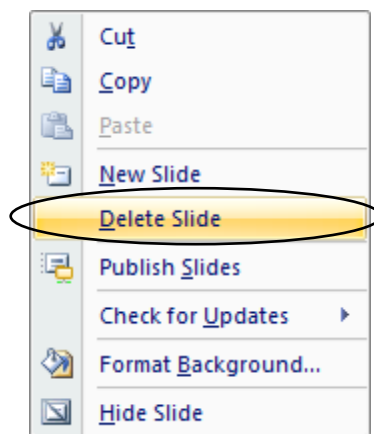 Cut
Copy
Paste
New Slide
Delete Slide
Publish Slides
Check for Updates
Format Background...
Hide Slide